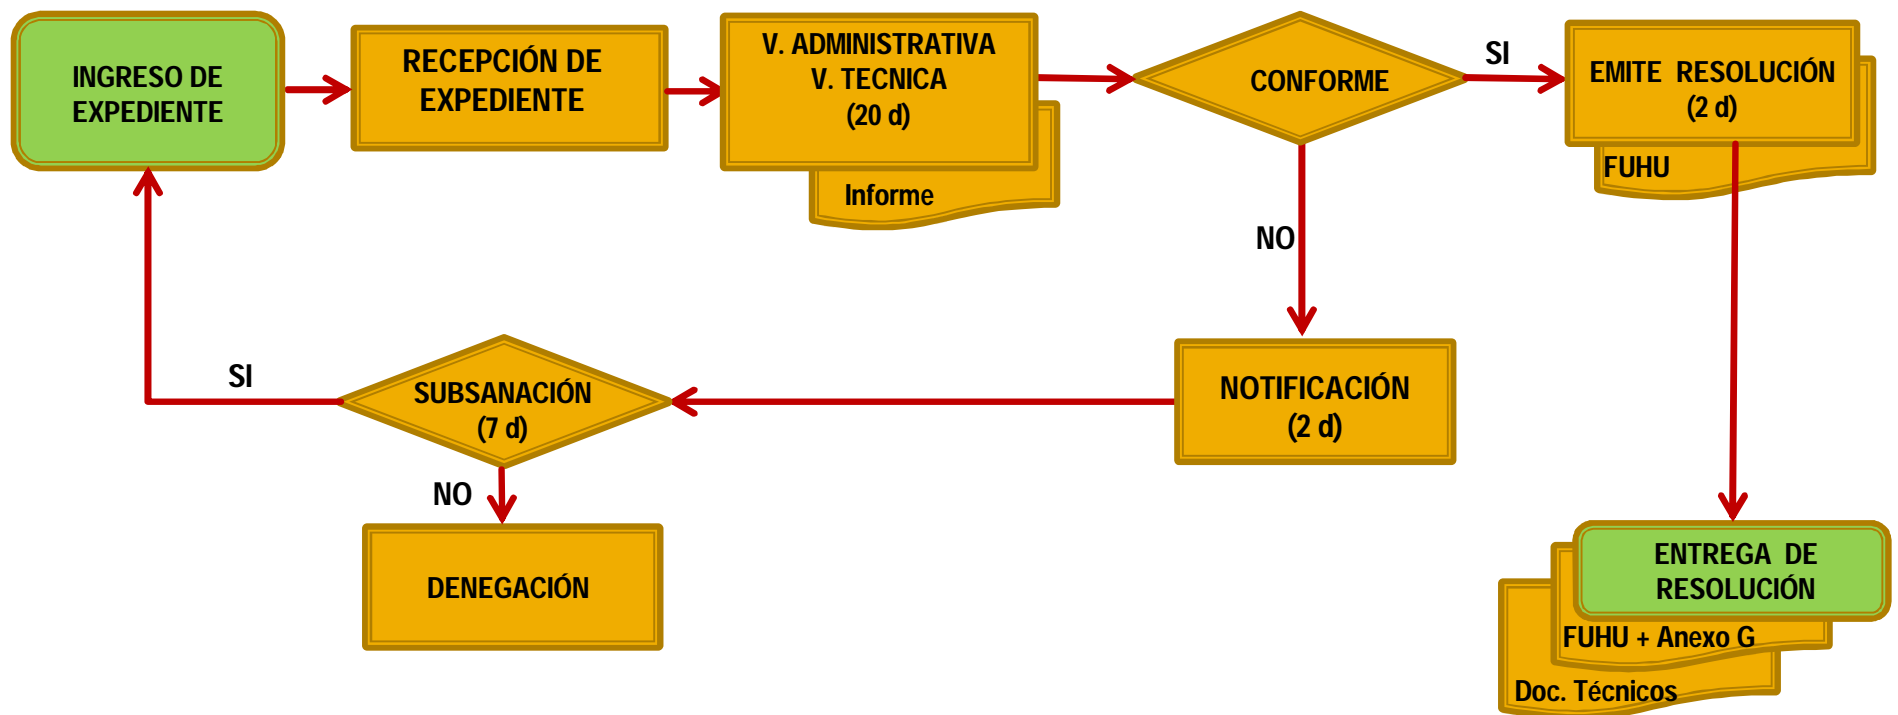 INGRESO DE
EXPEDIENTE
RECEPCIÓN DE
EXPEDIENTE
V. ADMINISTRATIVA
V. TECNICA
(20 d)
Informe
CONFORME
SI
EMITE RESOLUCIÓN
(2 d)
FUHU
NO
NOTIFICACIÓN
(2 d)
SUBSANACIÓN
(7 d)
SI
NO
DENEGACIÓN
ENTREGA DE
RESOLUCIÓN
FUHU + Anexo G
Doc. Técnicos